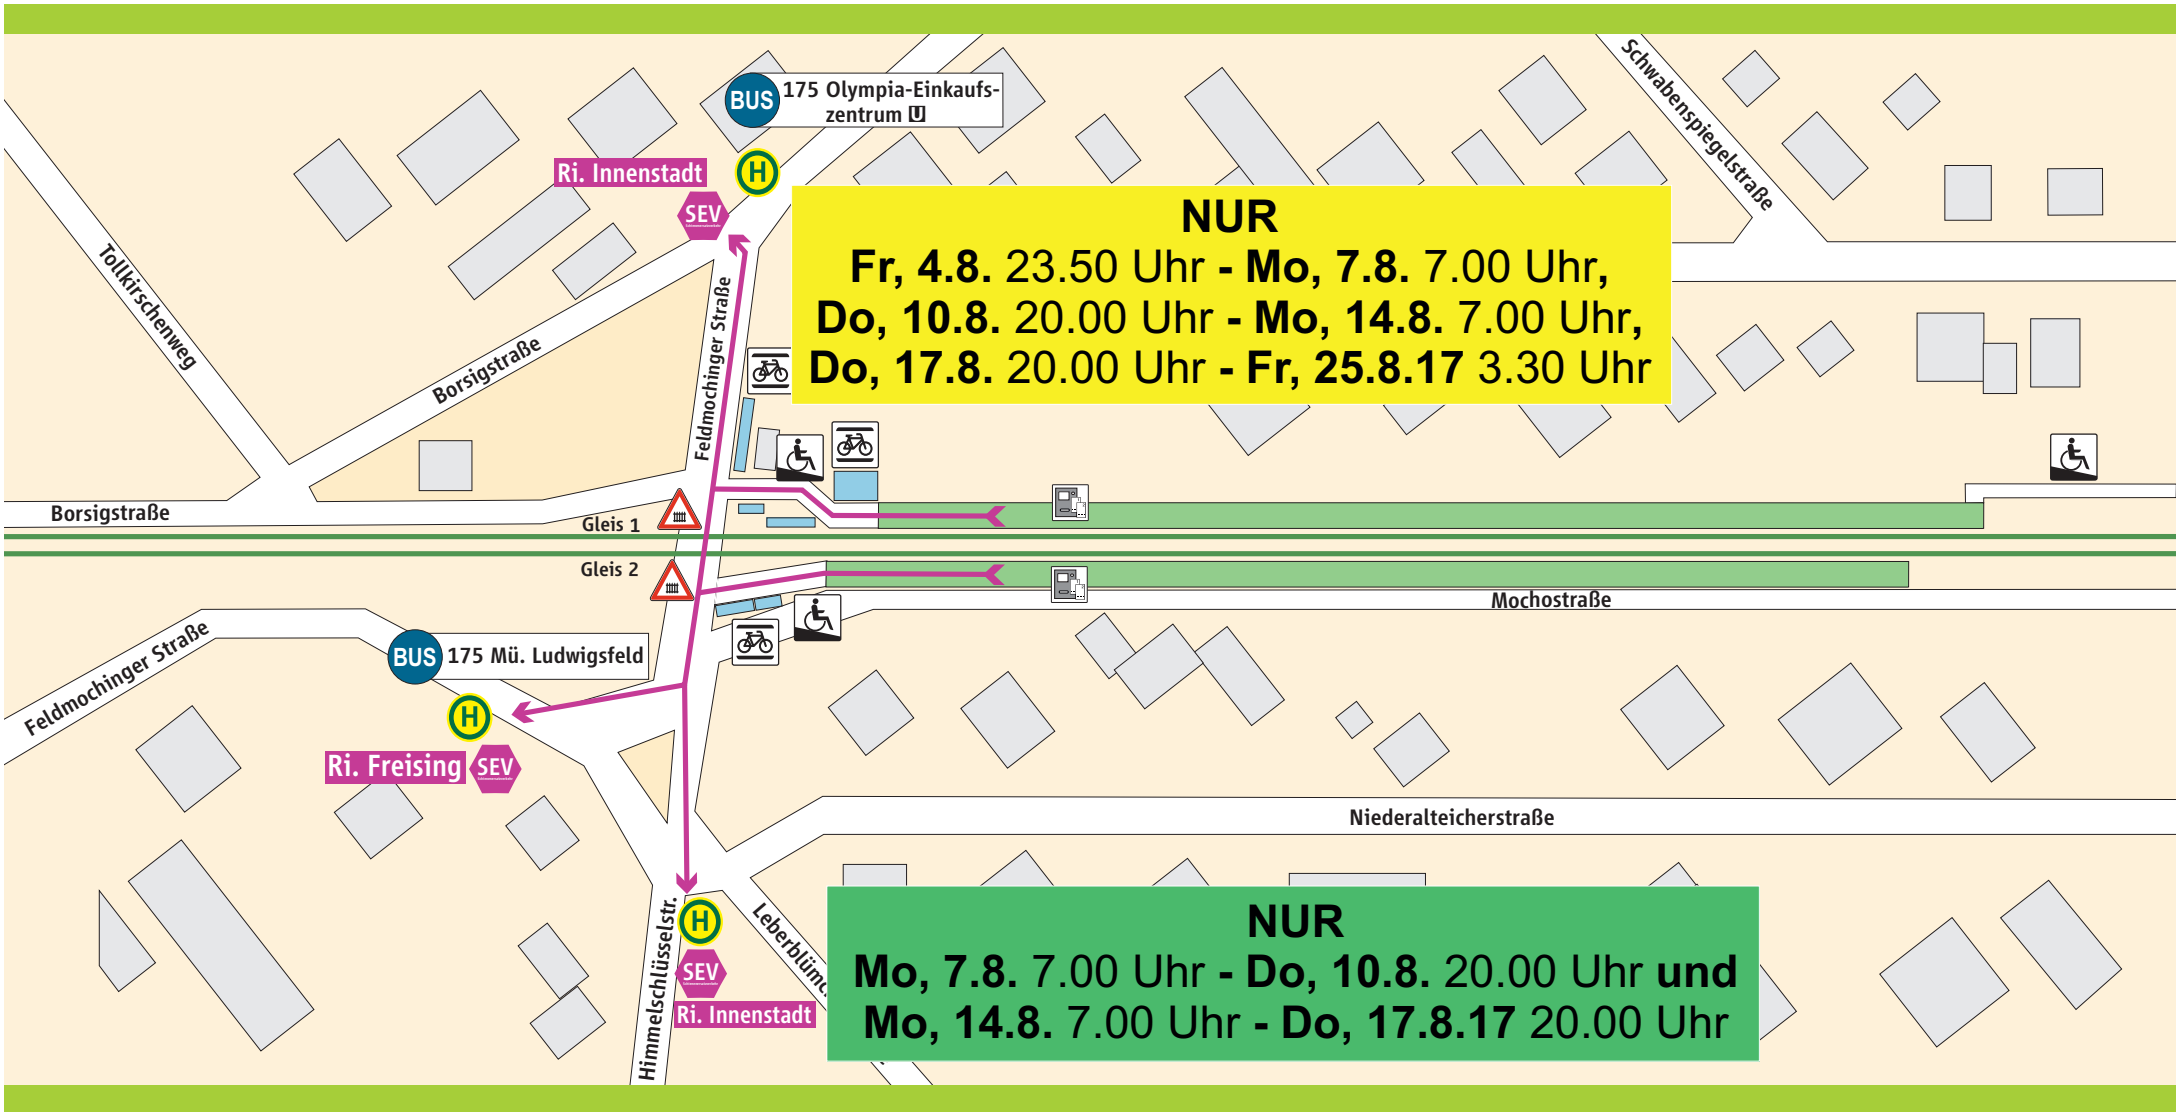 BUS
175 Olympia-Einkaufs-
zentrum U
Schwabenspiegelstraße
Ri. Innenstadt
H
SEV
NUR
Fr, 4.8. 23.50 Uhr - Mo, 7.8. 7.00 Uhr,
Do, 10.8. 20.00 Uhr - Mo, 14.8. 7.00 Uhr,
Do, 17.8. 20.00 Uhr - Fr, 25.8.17 3.30 Uhr
Tollkirschenweg
Borsigstraße
Feldmochinger Straße
Borsigstraße
Gleis 1
Gleis 2
Mochostraße
Feldmochinger Straße
BUS
175 Mü. Ludwigsfeld
H
Ri. Freising
SEV
Niederalteicherstraße
Himmelschlüsselstr.
H
SEV
Ri. Innenstadt
NUR
Mo, 7.8. 7.00 Uhr - Do, 10.8. 20.00 Uhr und
Mo, 14.8. 7.00 Uhr - Do, 17.8.17 20.00 Uhr